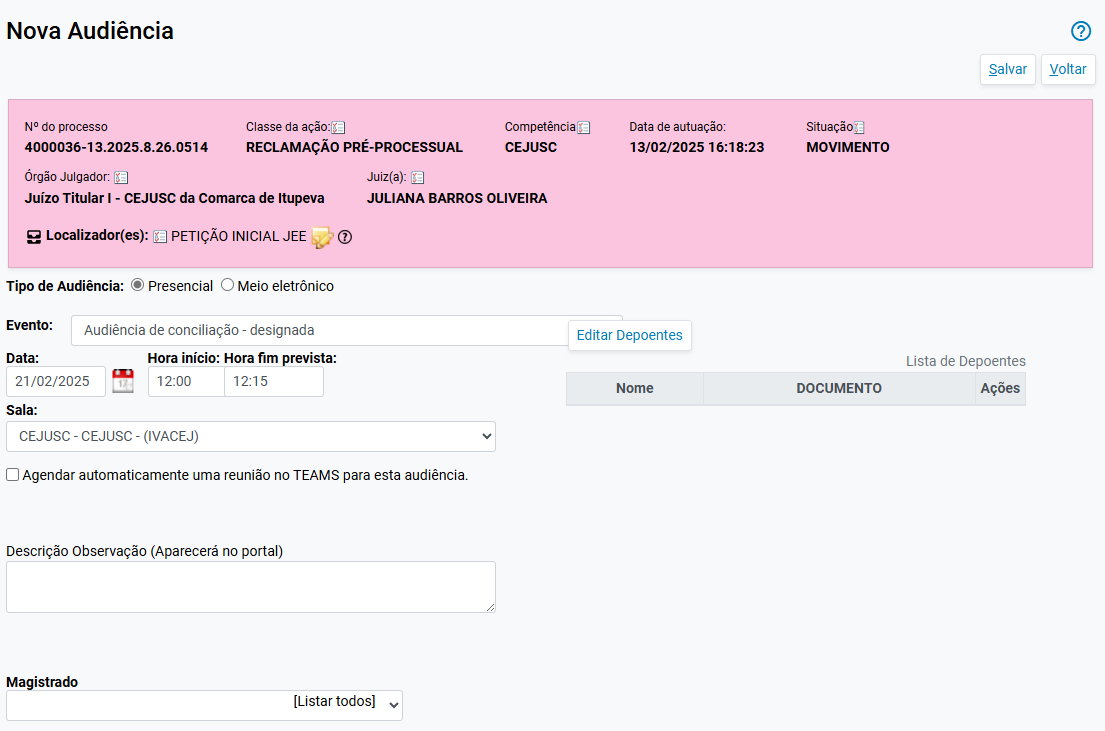 Nova Audiência
Salvar Voltar
Nº do processo Classe da ação: Competência Data de autuação: Situação
4000036-13.2025.8.26.0514 RECLAMAÇÃO PRÉ-PROCESSUAL CEJUSC 13/02/2025 16:18:23 MOVIMENTO
Órgão Julgador: Juiz(a):
Juízo Titular I - CEJUSC da Comarca de Itupeva JULIANA BARROS OLIVEIRA
Localizador(es): PETIÇÃO INICIAL JEE
Tipo de Audiência: Presencial Meio eletrônico
Evento: Audiência de conciliação - designada
Editar Depoentes
Data: Hora início: Hora fim prevista:
21/02/2025 12:00 12:15
Lista de Depoentes
Nome DOCUMENTO Ações
Sala:
CEJUSC - CEJUSC - (IVACEJ)
Agendar automaticamente uma reunião no TEAMS para esta audiência.
Descrição Observação (Aparecerá no portal)
Magistrado
[Listar todos]